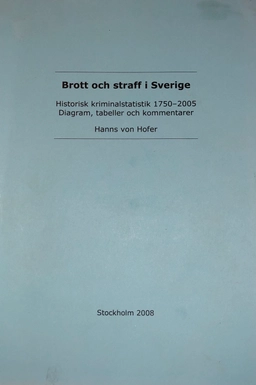 Brott och straff i Sverige
Historisk kriminalstatistik 1750–2005
Diagram, tabeller och kommentarer
Hanns von Hofer
Stockholm 2008